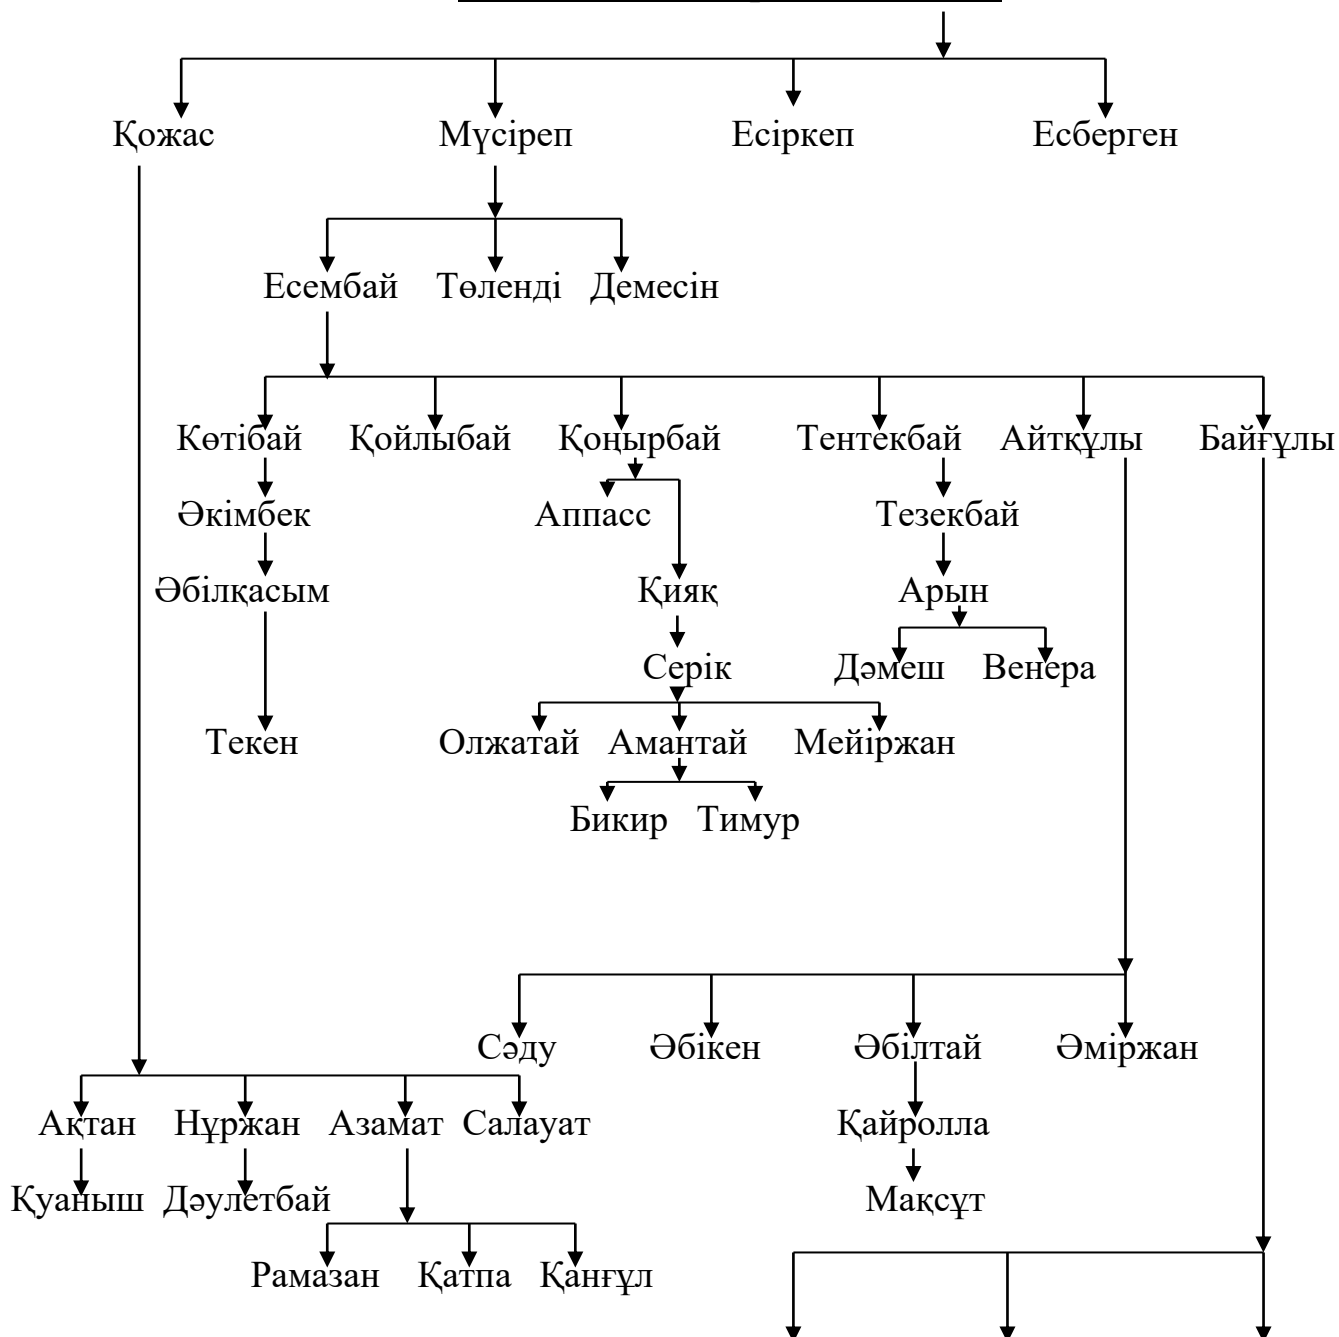 Қожас Мүсіреп Есіркеп Есберген
Есембай Төленді Демесін
Көтібай Қойлыбай Қоңырбай Тентекбай Айтқұлы Байғұлы
Әкімбек Аппасс Тезекбай
Әбілқасым Қияқ Арын
Серік Дәмеш Венера
Текен Олжатай Амантай Мейіржан
Бикир Тимур
Сәду Әбікен Әбілтай Әміржан
Ақтан Нұржан Азамат Салауат Қайролла
Қуаныш Дәулетбай Мақсұт
Рамазан Қатпа Қанғұл